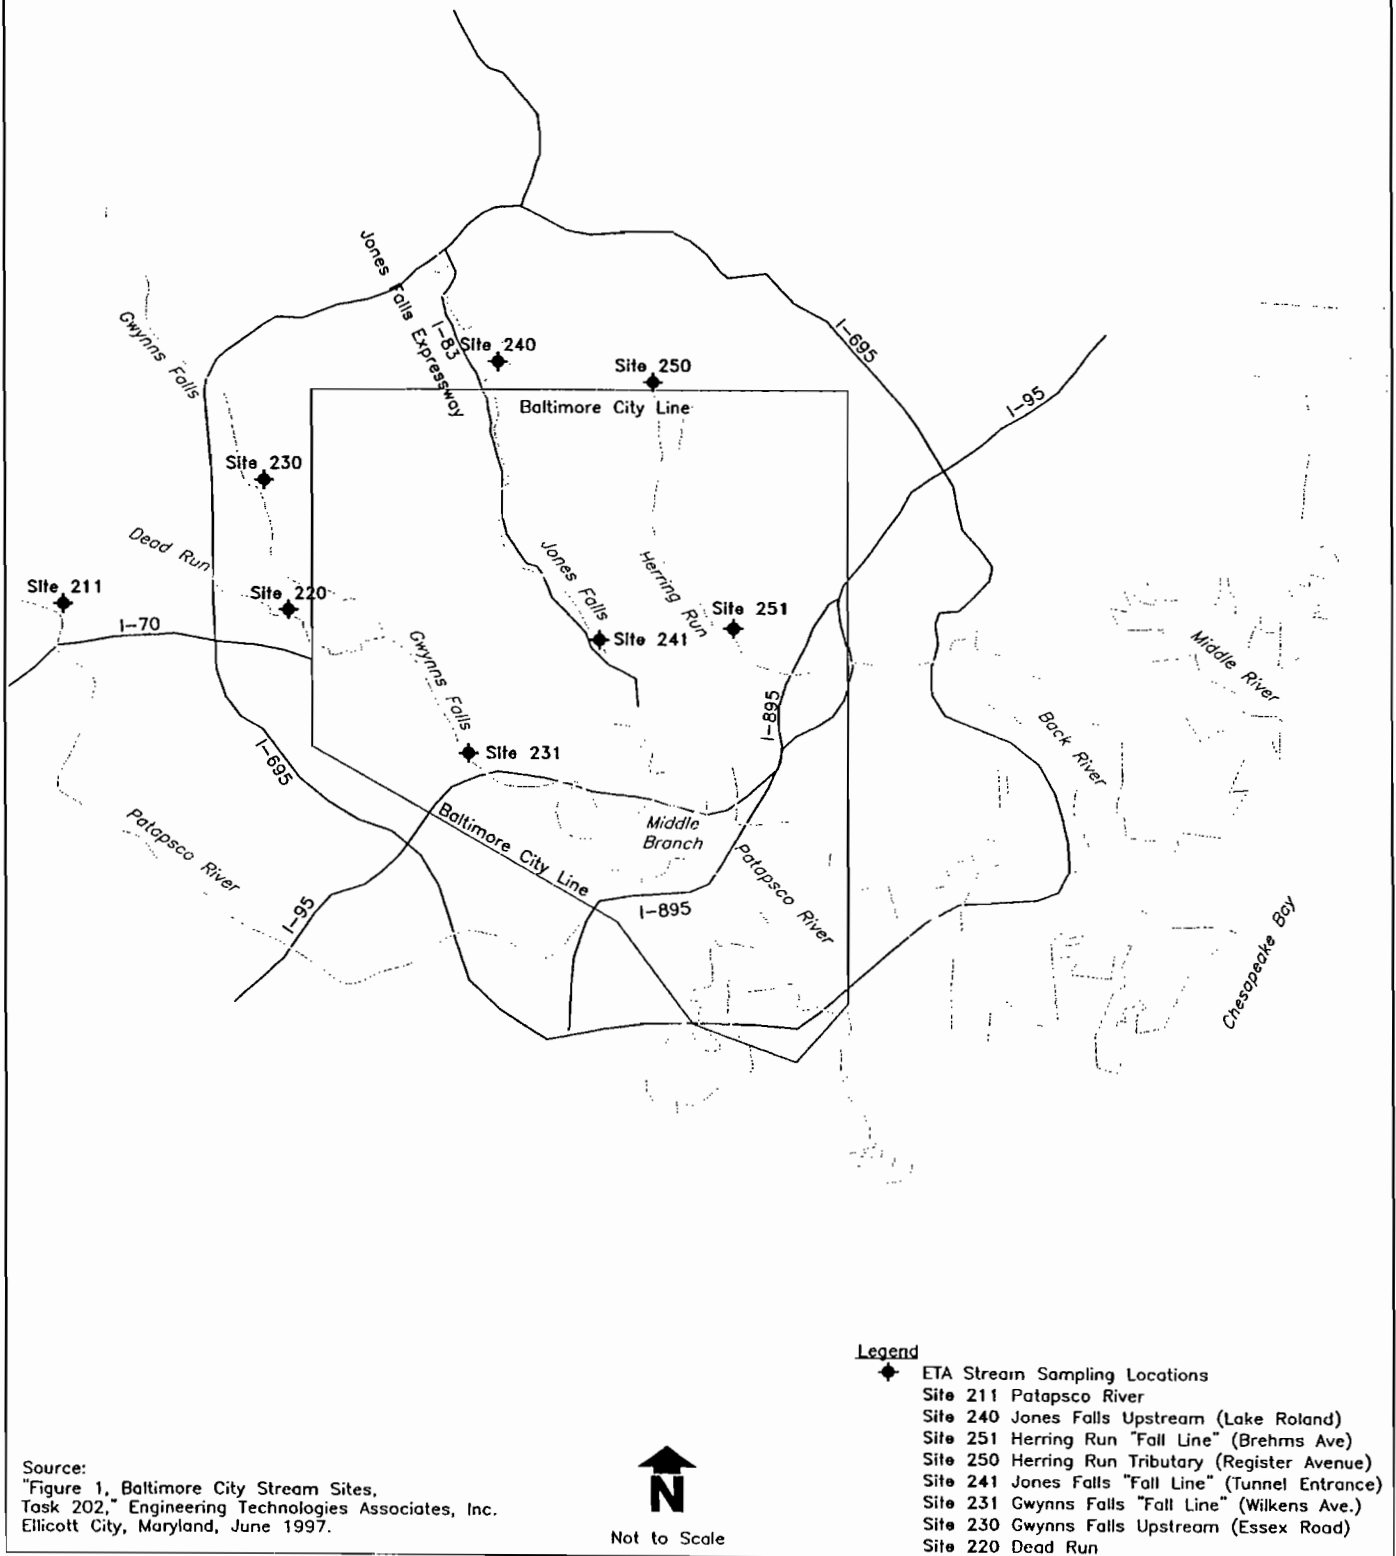 Jones Falls Expressway
I-83
Gwynns Falls
Site 240
Site 250
I-695
I-95
Baltimore City Line
Site 230
Dead Run
Jones Falls
Herring Run
Site 211
Site 220
Site 251
I-70
Site 241
Middle River
Gwynns Falls
I-895
Back River
Site 231
I-695
Baltimore City Line
Middle
Branch
Patapsco River
Patapsco River
I-95
I-895
Chesapeake Bay
Legend
ETA Stream Sampling Locations
Site 211 Patapsco River
Site 240 Jones Falls Upstream (Lake Roland)
Site 251 Herring Run "Fall Line" (Brehms Ave)
Site 250 Herring Run Tributary (Register Avenue)
Site 241 Jones Falls "Fall Line" (Tunnel Entrance)
Site 231 Gwynns Falls "Fall Line" (Wilkens Ave.)
Site 230 Gwynns Falls Upstream (Essex Road)
Site 220 Dead Run
Source:
"Figure 1, Baltimore City Stream Sites,
Task 202," Engineering Technologies Associates, Inc.
Ellicott City, Maryland, June 1997.
N
Not to Scale